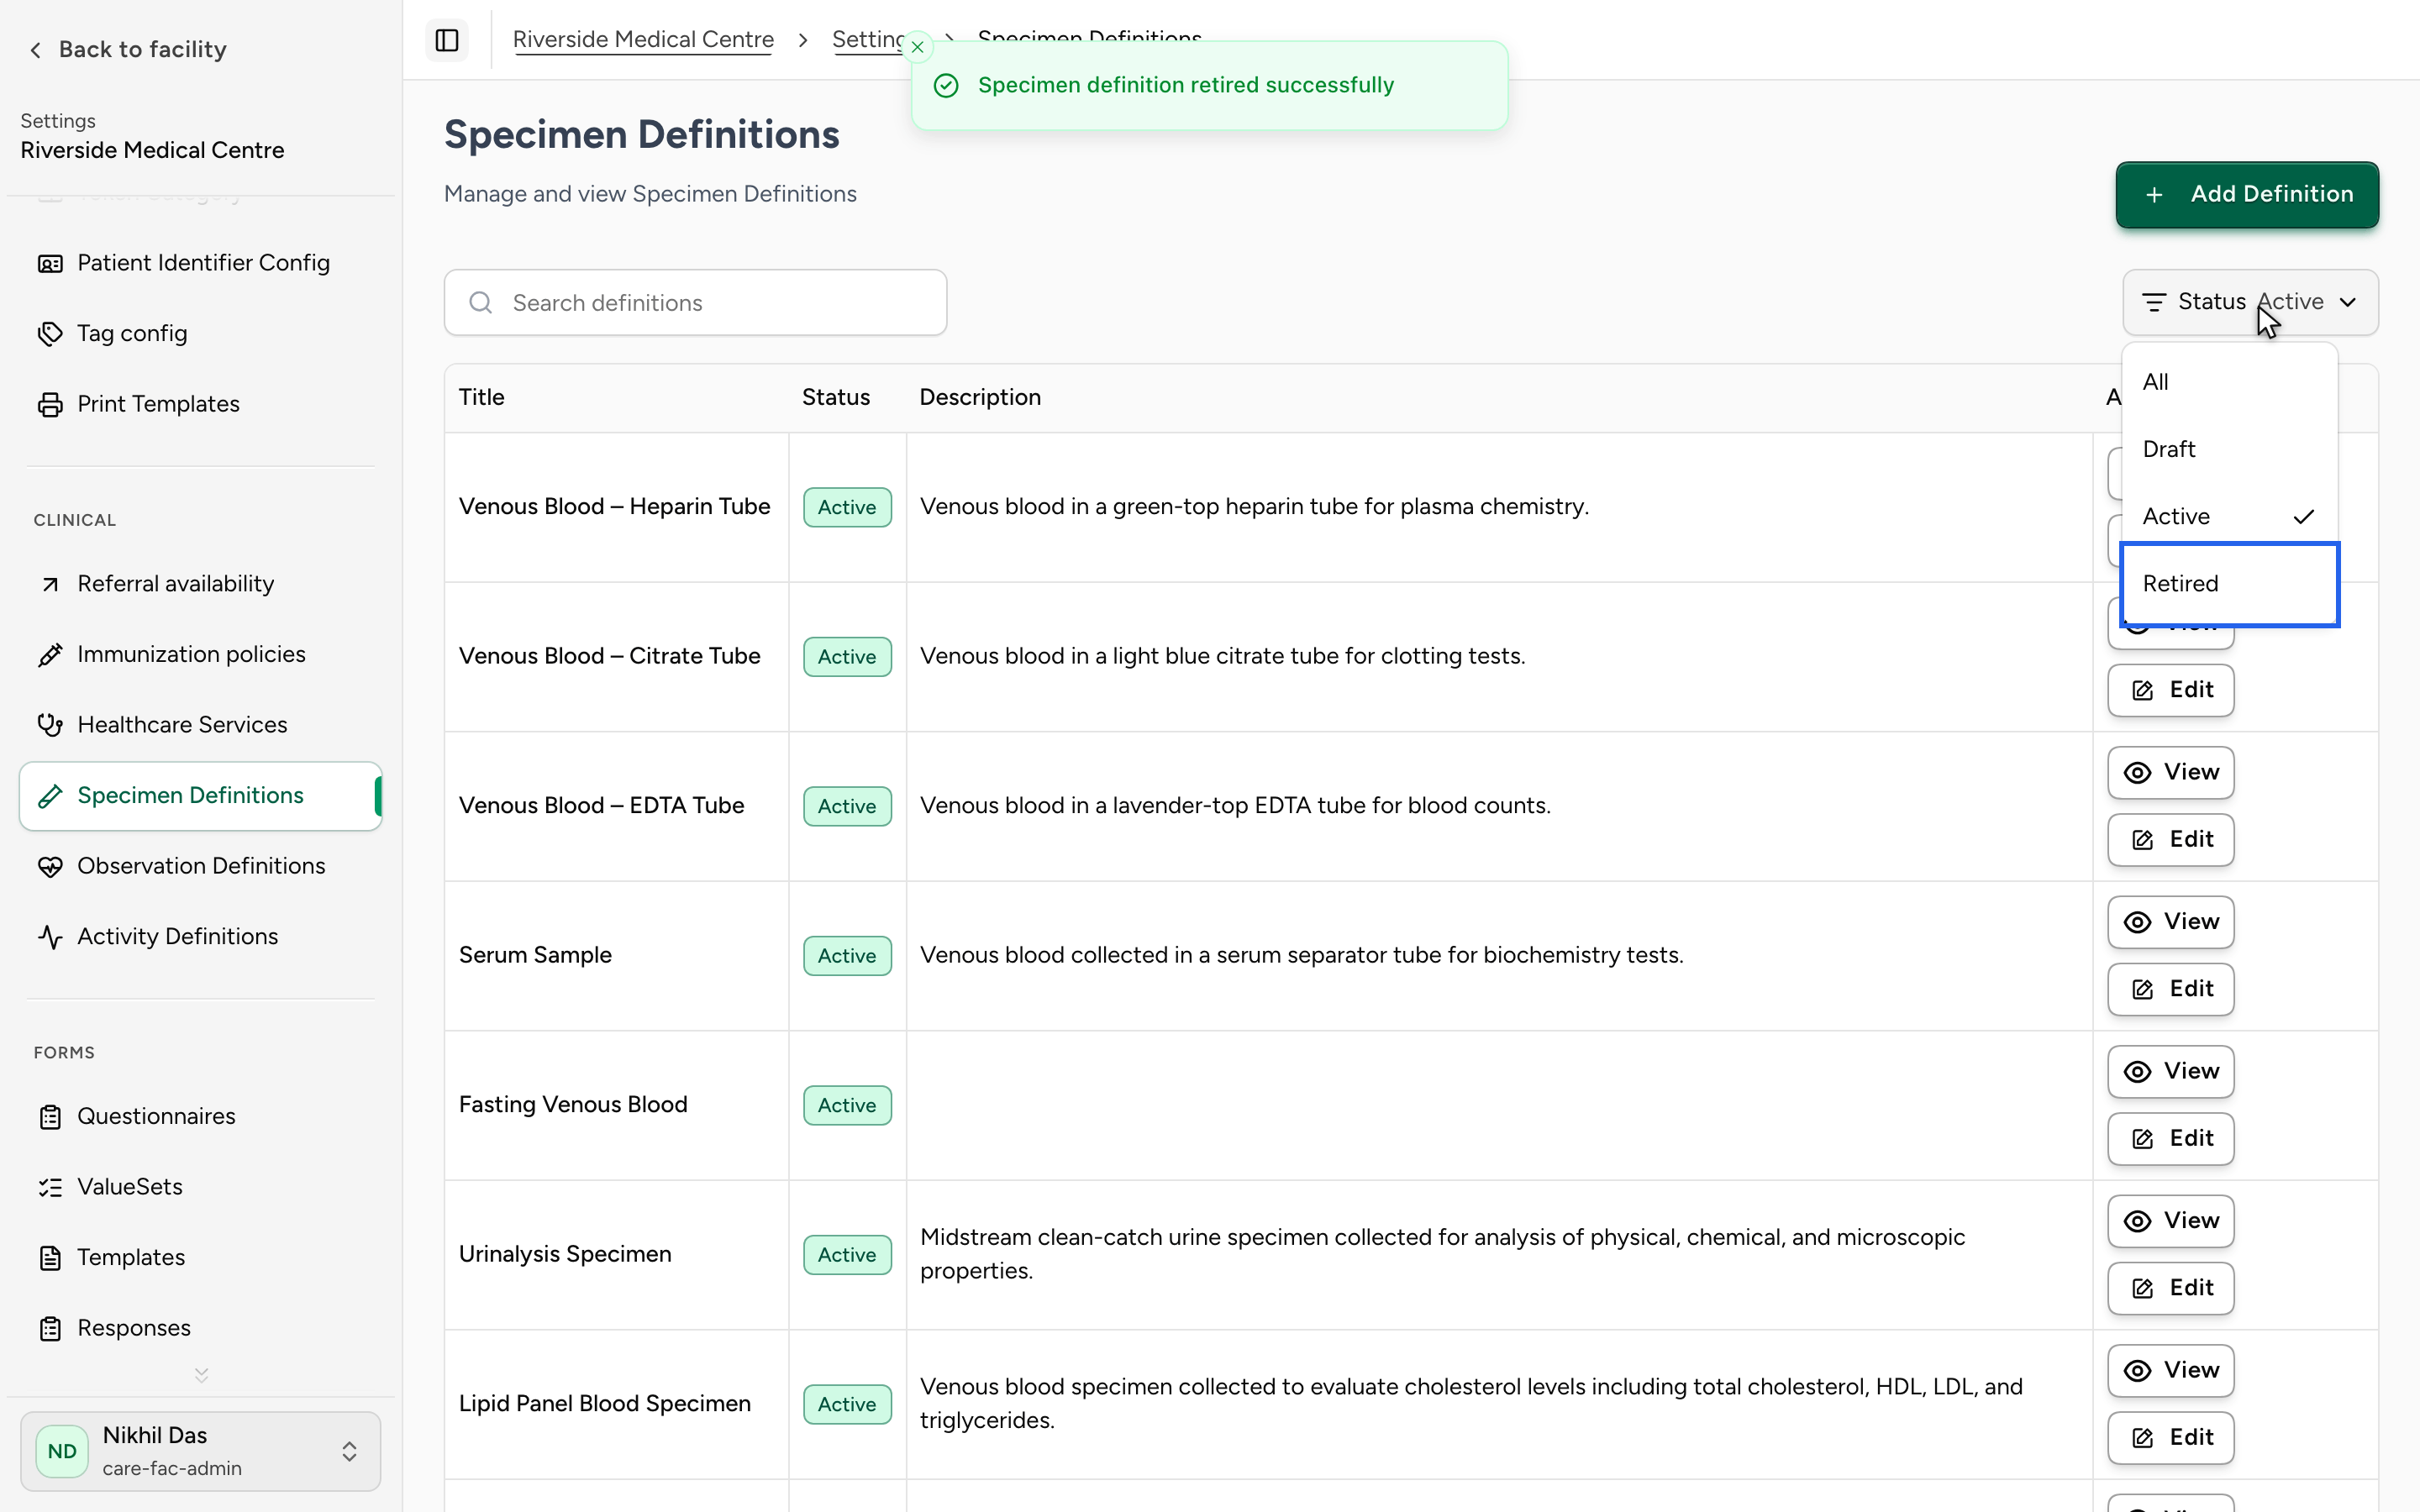 Back to facility
Settings
Riverside Medical Centre
Patient Identifier Config
Tag config
Print Templates
CLINICAL
Referral availability
Immunization policies
Healthcare Services
Specimen Definitions
Observation Definitions
Activity Definitions
FORMS
Questionnaires
ValueSets
Templates
Responses
ND
Nikhil Das
care-fac-admin
Riverside Medical Centre
Specimen Definitions
Specimen definition retired successfully
Specimen Definitions
Manage and view Specimen Definitions
Add Definition
Search definitions
Status Active
All
Draft
Active
Retired
Title Status Description
Venous Blood – Heparin Tube Active Venous blood in a green-top heparin tube for plasma chemistry.
Venous Blood – Citrate Tube Active Venous blood in a light blue citrate tube for clotting tests.
Edit
Venous Blood – EDTA Tube Active Venous blood in a lavender-top EDTA tube for blood counts.
View
Edit
Serum Sample Active Venous blood collected in a serum separator tube for biochemistry tests.
View
Edit
Fasting Venous Blood Active
View
Edit
Urinalysis Specimen Active Midstream clean-catch urine specimen collected for analysis of physical, chemical, and microscopic
properties.
View
Edit
Lipid Panel Blood Specimen Active Venous blood specimen collected to evaluate cholesterol levels including total cholesterol, HDL, LDL, and
triglycerides.
View
Edit